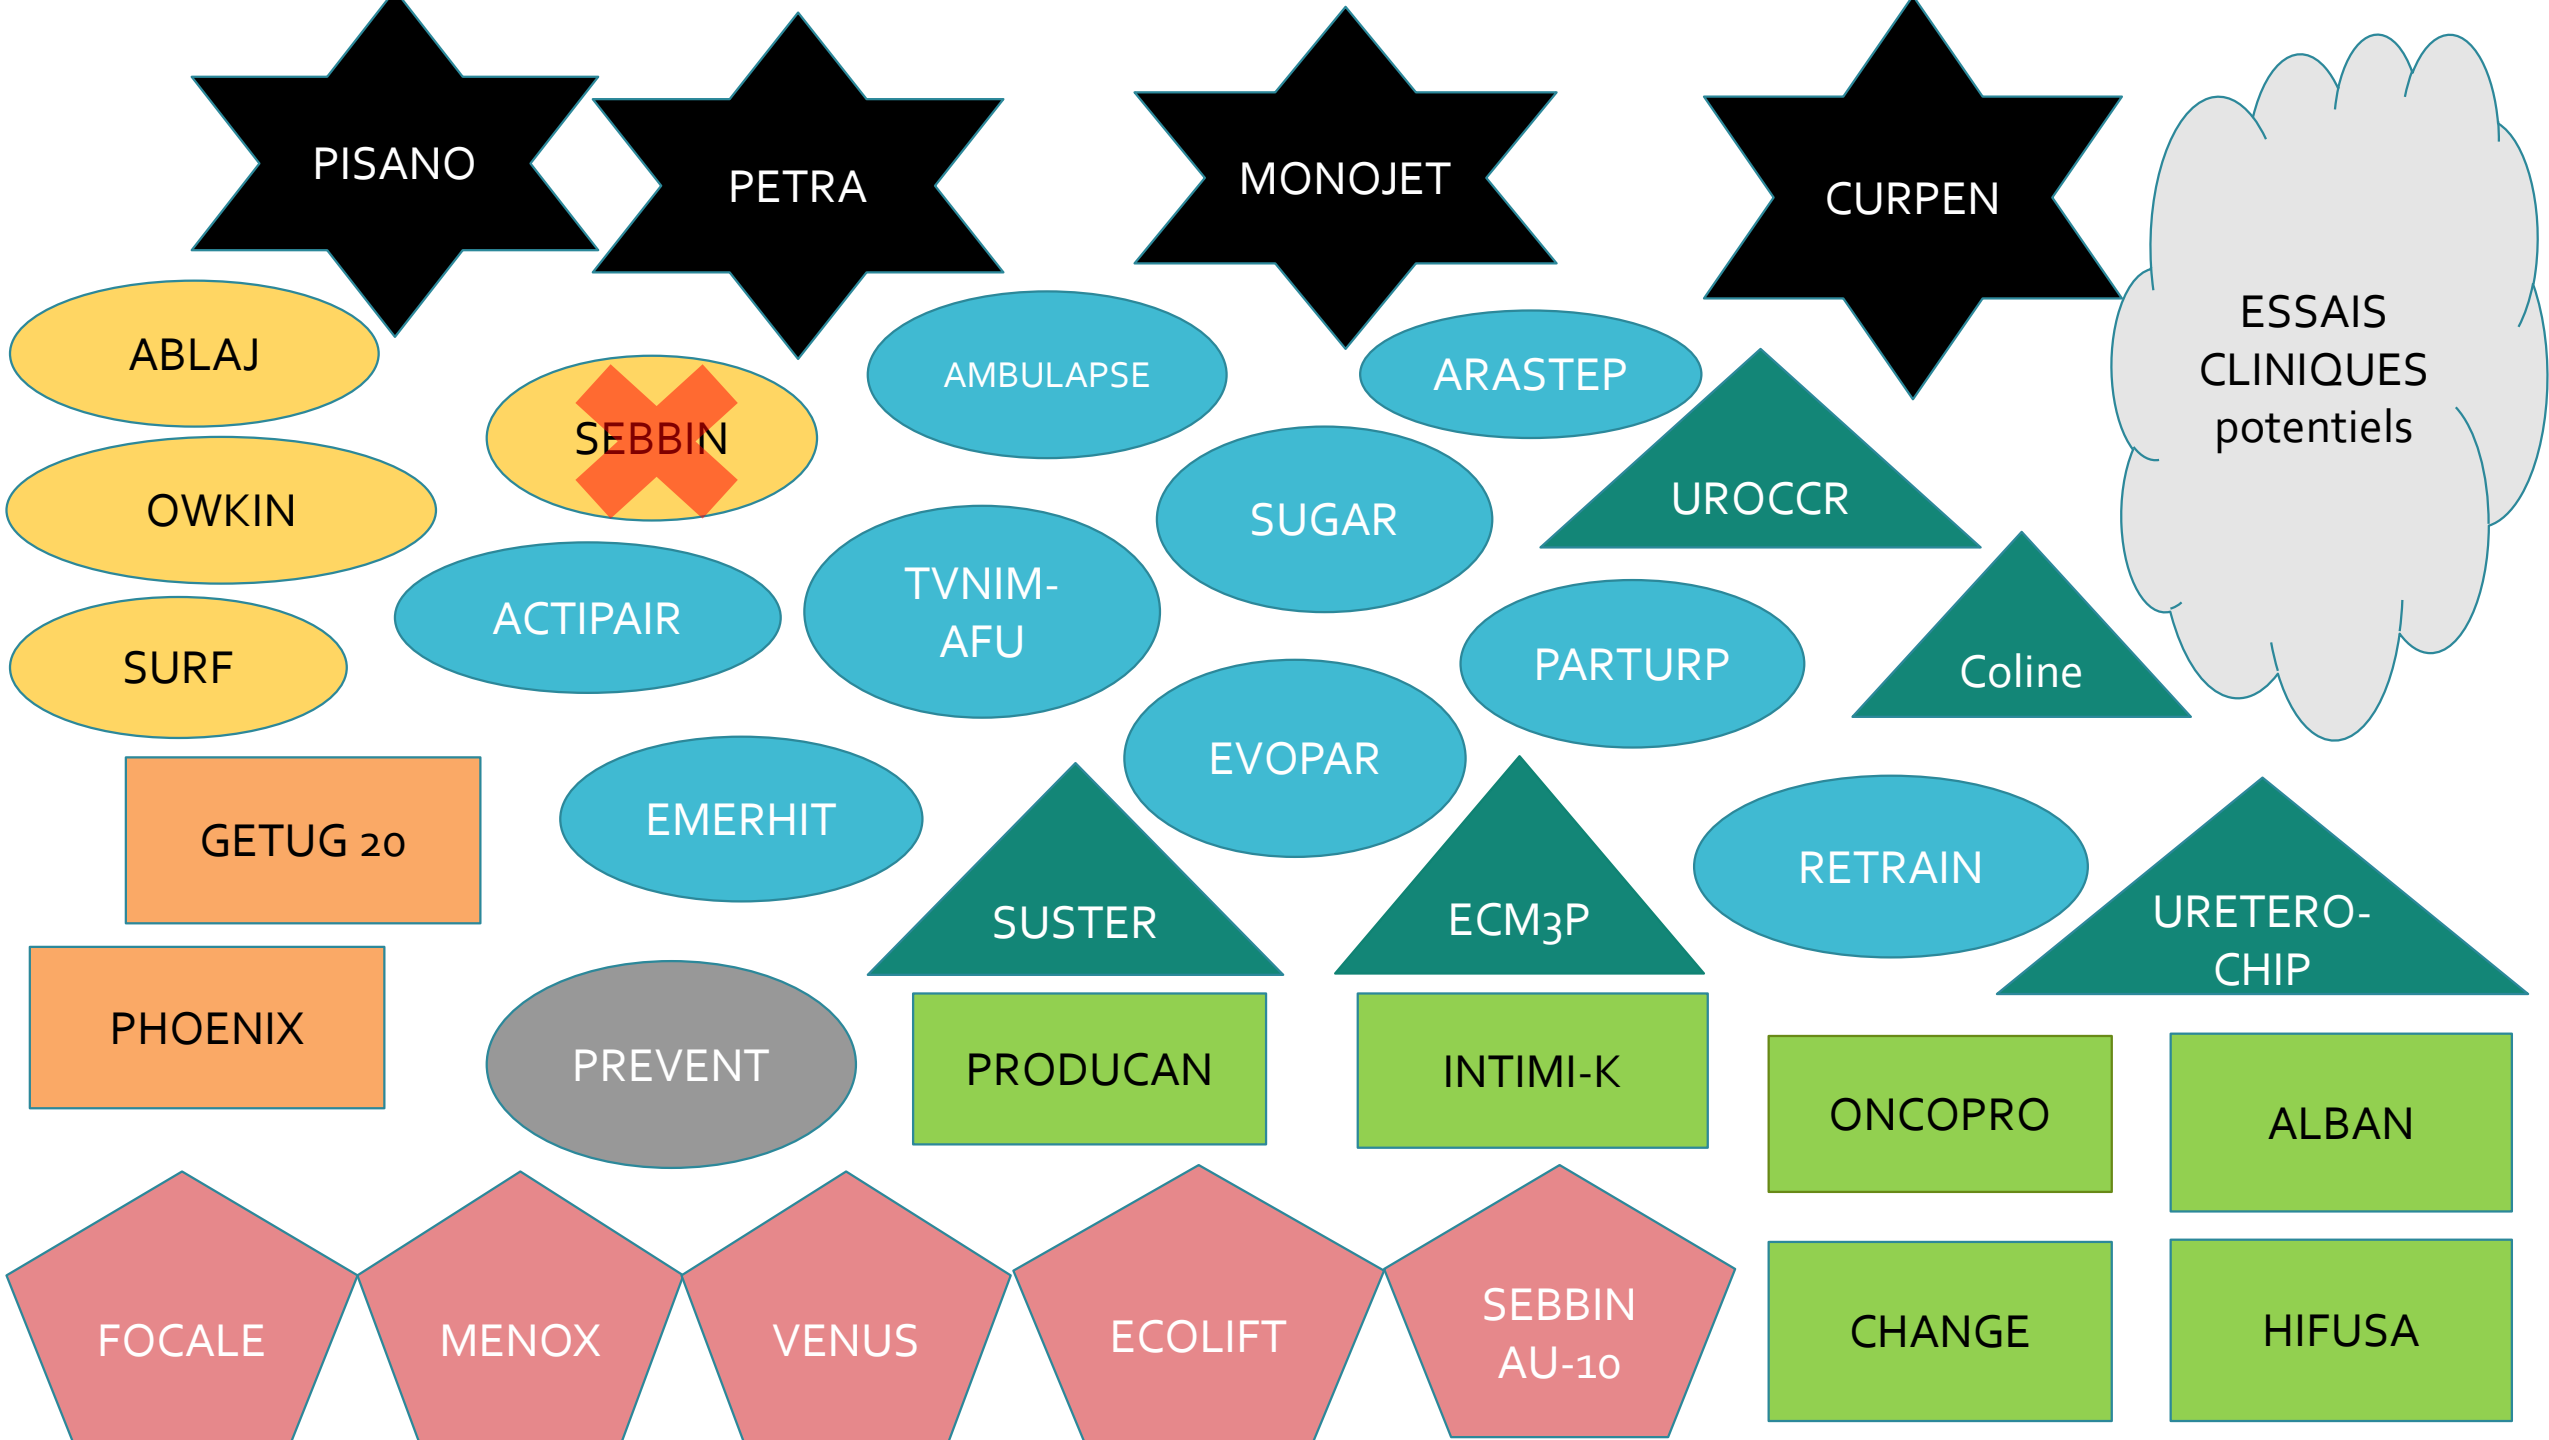 PISANO
PETRA
MONOJET
CURPEN
ESSAIS
CLINIQUES
potentiels
ABLAJ
SEBBIN
AMBULAPSE
ARASTEP
OWKIN
SUGAR
UROCCR
ACTIPAIR
TVNIM-
AFU
SURF
PARTURP
Coline
EVOPAR
GETUG 20
EMERHIT
RETRAIN
SUSTER
ECM3P
URETERO-
CHIP
PHOENIX
PREVENT
PRODUCAN
INTIMI-K
ONCOPRO
ALBAN
FOCALE
MENOX
VENUS
ECOLIFT
SEBBIN
AU-10
CHANGE
HIFUSA